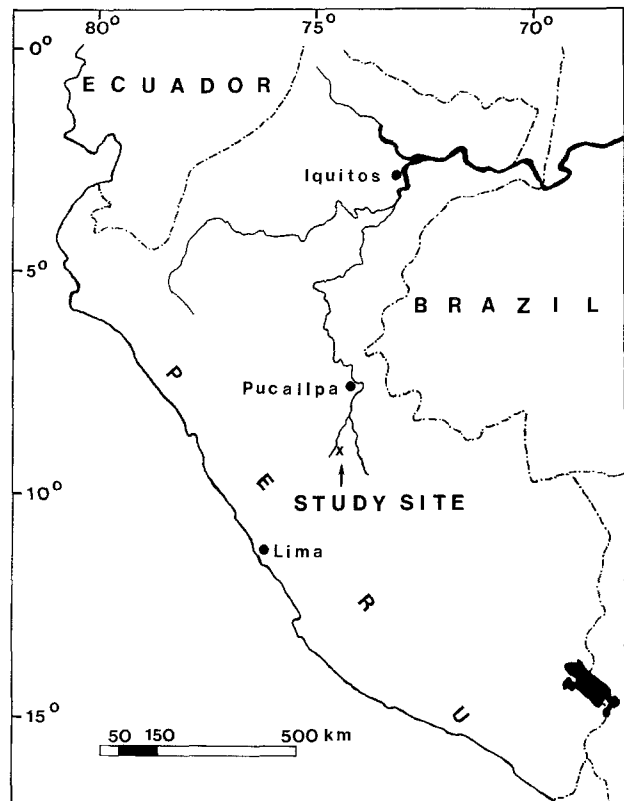 80° 75° 70°
0°
ECUADOR
Iquitos
5°
BRAZIL
PERU
Pucallpa
x
10°
STUDY SITE
Lima
15°
50 150 500 km